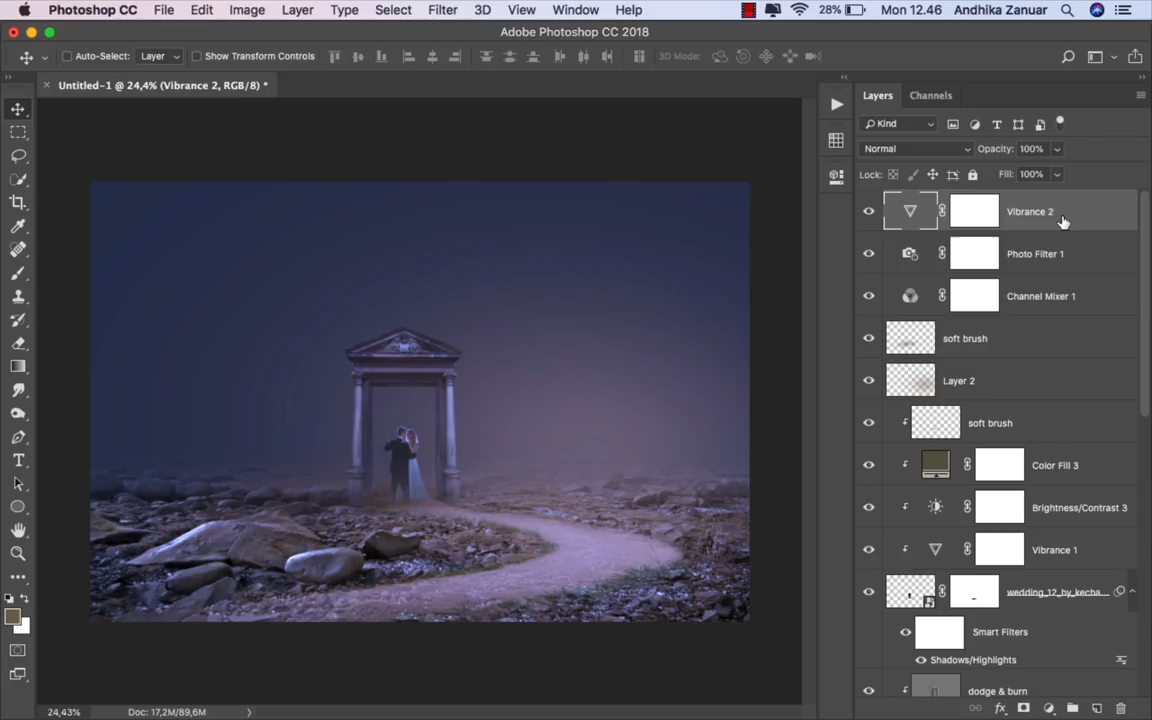 Photoshop CC File Edit Image Layer Type Select Filter 3D View Window Help 28% Mon 12.46 Andhika Zanuar
Adobe Photoshop CC 2018
Auto-Select: Layer Show Transform Controls 3D Mode:
× Untitled-1 @ 24,4% (Vibrance 2, RGB/8) *
Layers Channels
Kind
Normal Opacity: 100%
Lock: Fill: 100%
Vibrance 2
Photo Filter 1
Channel Mixer 1
soft brush
Layer 2
soft brush
Color Fill 3
Brightness/Contrast 3
Vibrance 1
wedding_12_by_kecha...
Smart Filters
Shadows/Highlights
dodge & burn
24,43% Doc: 17,2M/89,6M
fx